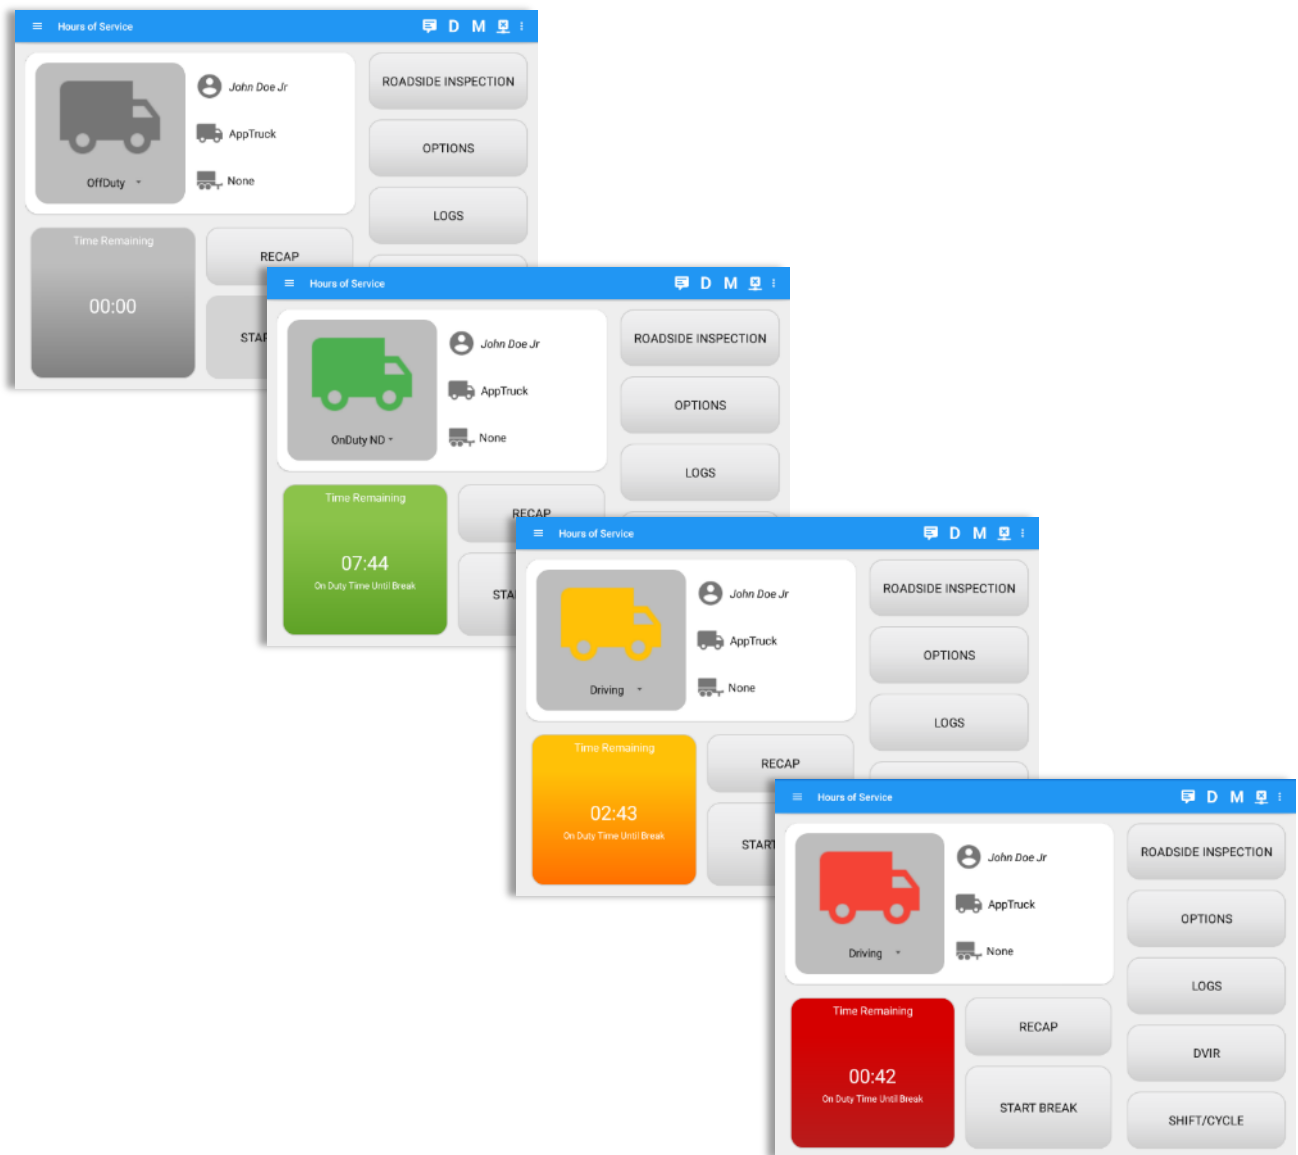 Hours of Service
D M
John Doe Jr
AppTruck
None
OffDuty
ROADSIDE INSPECTION
OPTIONS
LOGS
Time Remaining
00:00
RECAP
Hours of Service
D M
John Doe Jr
AppTruck
None
OnDuty ND
ROADSIDE INSPECTION
OPTIONS
LOGS
Time Remaining
07:44
On Duty Time Until Break
RECAP
Hours of Service
D M
John Doe Jr
AppTruck
None
Driving
ROADSIDE INSPECTION
OPTIONS
LOGS
Time Remaining
02:43
On Duty Time Until Break
RECAP
START
Hours of Service
D M
John Doe Jr
AppTruck
None
Driving
ROADSIDE INSPECTION
OPTIONS
LOGS
DVIR
SHIFT/CYCLE
Time Remaining
00:42
On Duty Time Until Break
RECAP
START BREAK